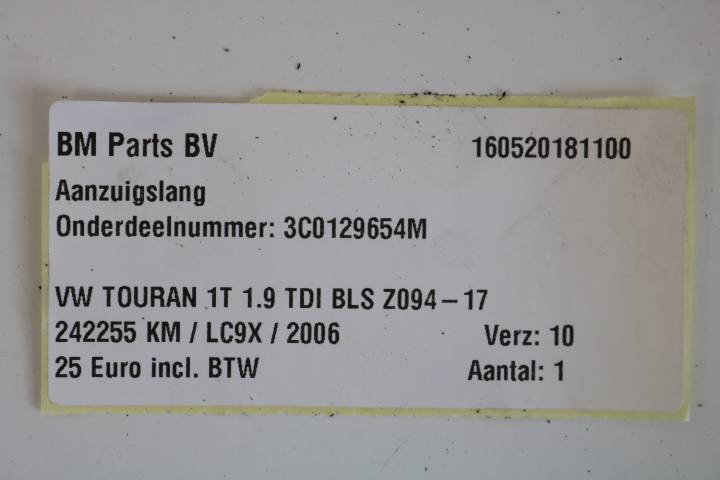 BM Parts BV 160520181100
Aanzuigslang
Onderdeelnummer: 3C0129654M
VW TOURAN 1T 1.9 TDI BLS Z094-17
242255 KM / LC9X / 2006 Verz: 10
25 Euro incl. BTW Aantal: 1